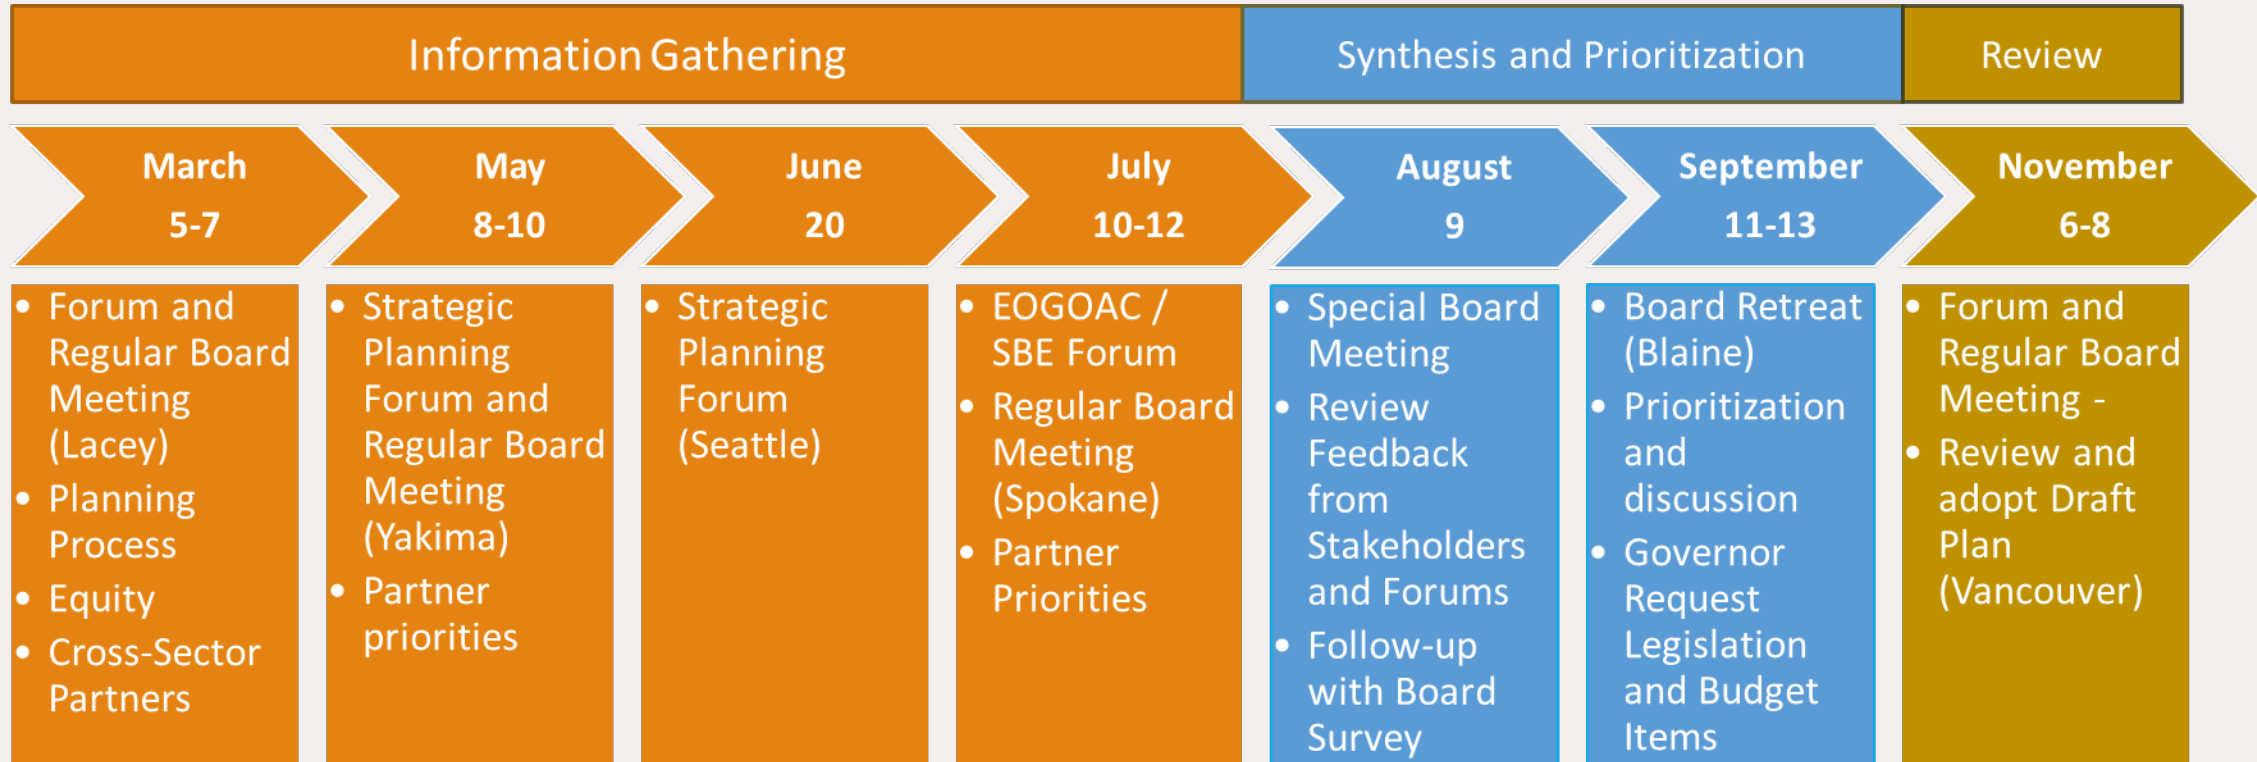 Information Gathering
Synthesis and Prioritization
Review
March
5-7
May
8-10
June
20
July
10-12
August
9
September
11-13
November
6-8
• Forum and
Regular Board
Meeting
(Lacey)
• Planning
Process
• Equity
• Cross-Sector
Partners
• Strategic
Planning
Forum and
Regular Board
Meeting
(Yakima)
• Partner
priorities
• Strategic
Planning
Forum
(Seattle)
• EOGOAC /
SBE Forum
• Regular Board
Meeting
(Spokane)
• Partner
Priorities
• Special Board
Meeting
• Review
Feedback
from
Stakeholders
and Forums
• Follow-up
with Board
Survey
• Board Retreat
(Blaine)
• Prioritization
and
discussion
• Governor
Request
Legislation
and Budget
Items
• Forum and
Regular Board
Meeting -
• Review and
adopt Draft
Plan
(Vancouver)